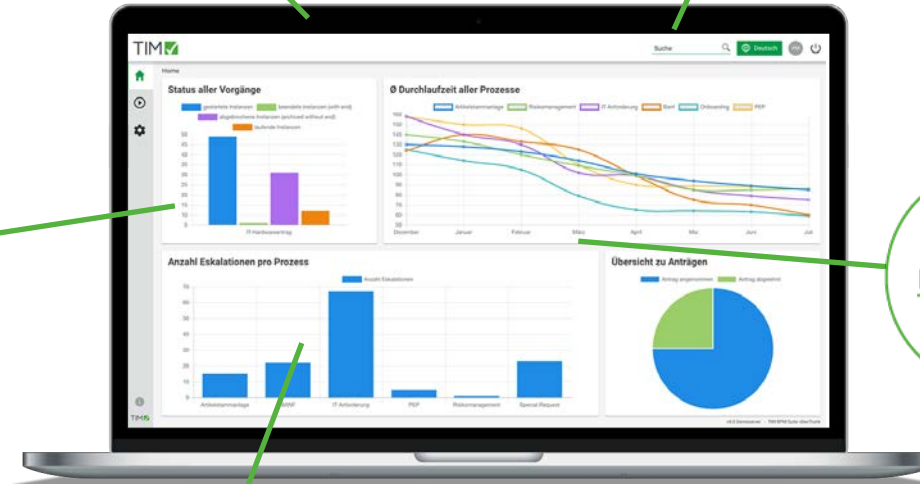 TIM
Suche
Deutsch
Home
Status aller Vorgänge
gestartete Instanzen
beendete Instanzen (with end)
abgebrochene Instanzen (archived without end)
laufende Instanzen
50
45
40
35
30
25
20
15
10
5
IT-Hardwareantrag
Ø Durchlaufzeit aller Prozesse
Artikelstammanlage
Risikomanagement
IT Anforderung
Onboarding
PEP
160
150
140
130
120
110
100
90
80
70
60
50
Dezember
Januar
Februar
März
April
Mai
Juni
Juli
Anzahl Eskalationen pro Prozess
Anzahl Eskalationen
70
60
50
40
30
20
10
0
Artikelstammanlage
IT Anforderung
PEP
Risikomanagement
Special Request
Übersicht zu Anträgen
Antrag angenommen
Antrag abgelehnt
TIM